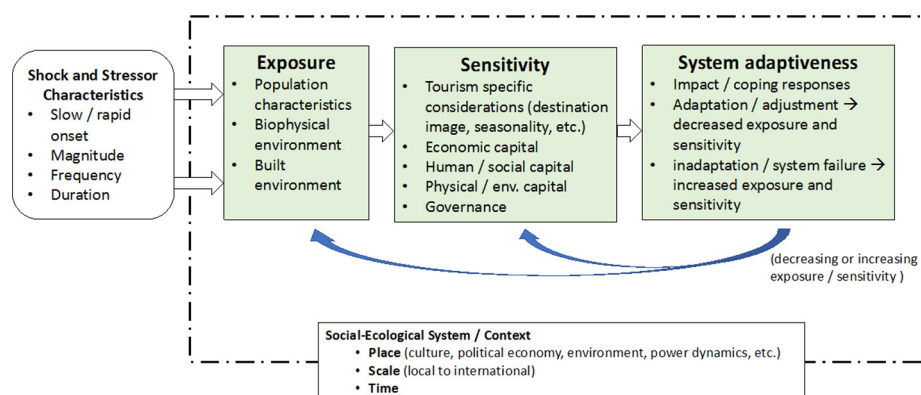 Shock and Stressor
Characteristics
• Slow / rapid
onset
• Magnitude
• Frequency
• Duration
Exposure
• Population
characteristics
• Biophysical
environment
• Built
environment
Sensitivity
• Tourism specific
considerations (destination
image, seasonality, etc.)
• Economic capital
• Human / social capital
• Physical / env. capital
• Governance
System adaptiveness
• Impact / coping responses
• Adaptation / adjustment →
decreased exposure and
sensitivity
• inadaptation / system failure →
increased exposure and
sensitivity
(decreasing or increasing
exposure / sensitivity )
Social-Ecological System / Context
• Place (culture, political economy, environment, power dynamics, etc.)
• Scale (local to international)
• Time